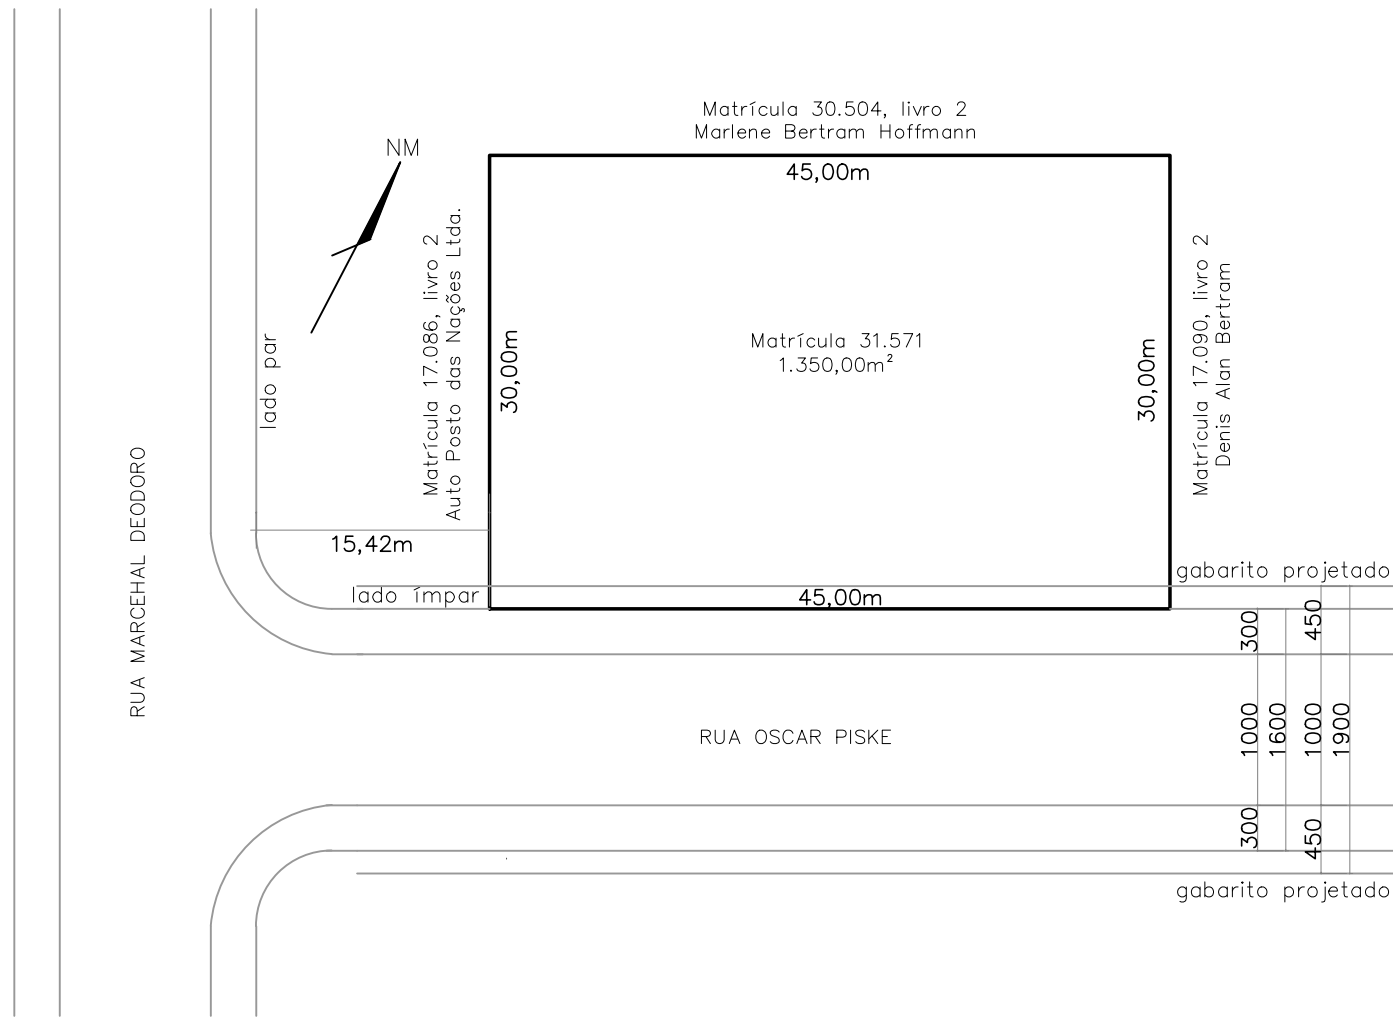 Matrícula 30.504, livro 2
Marlene Bertram Hoffmann
45,00m
NM
Matrícula 17.086, livro 2
Auto Posto das Nações Ltda.
30,00m
Matrícula 31.571
1.350,00m²
30,00m
Matrícula 17.090, livro 2
Denis Alan Bertram
lado par
RUA MARCEHAL DEODORO
15,42m
lado ímpar
45,00m
gabarito projetado
300
450
1000
1600
1000
1900
RUA OSCAR PISKE
300
450
gabarito projetado